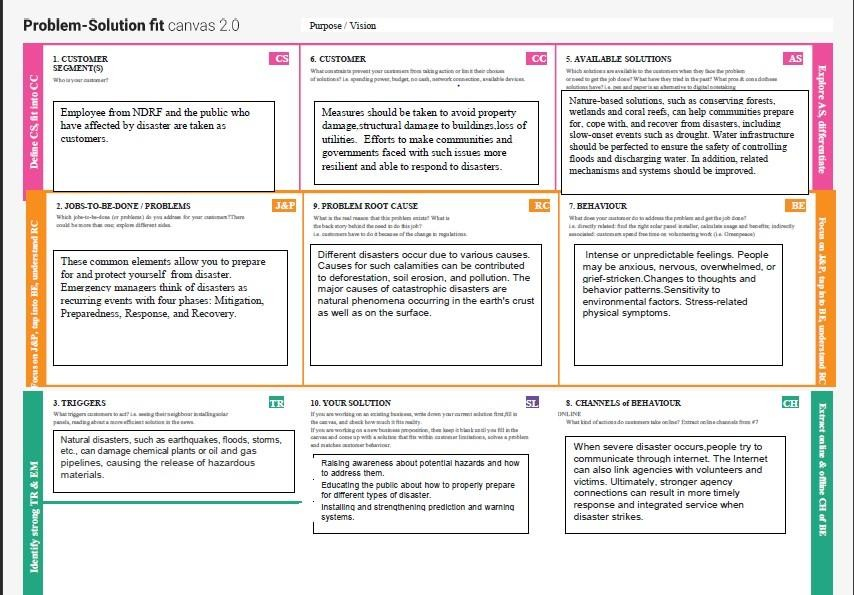 Problem-Solution fit canvas 2.0
Purpose / Vision
Define CS, fit into CC
1. CUSTOMER
SEGMENT(S)
CS
Who is your customer?
Employee from NDRF and the public who
have affected by disaster are taken as
customers.
6. CUSTOMER
CC
What constraints prevent your customers from taking action or limit their choices
of solutions? i.e. spending power, budget, no cash, network connection, available devices.
Measures should be taken to avoid property
damage,structural damage to buildings,loss of
utilities. Efforts to make communities and
governments faced with such issues more
resilient and able to respond to disasters.
5. AVAILABLE SOLUTIONS
AS
Which solutions are available to the customers when they face the problem
or need to get the job done? What have they tried in the past? What pros & cons do these
solutions have? i.e. pen and paper is an alternative to digital notetaking
Nature-based solutions, such as conserving forests,
wetlands and coral reefs, can help communities prepare
for, cope with, and recover from disasters, including
slow-onset events such as drought. Water infrastructure
should be perfected to ensure the safety of controlling
floods and discharging water. In addition, related
mechanisms and systems should be improved.
Explore AS, differentiate
Focus on J&P, tap into BE, understand RC
2. JOBS-TO-BE-DONE / PROBLEMS
J&P
Which jobs-to-be-done (or problems) do you address for your customers?There
could be more than one; explore different sides.
These common elements allow you to prepare
for and protect yourself from disaster.
Emergency managers think of disasters as
recurring events with four phases: Mitigation,
Preparedness, Response, and Recovery.
9. PROBLEM ROOT CAUSE
RC
What is the real reason that this problem exists? What is
the back story behind the need to do this job?
i.e. customers have to do it because of the change in regulations.
Different disasters occur due to various causes.
Causes for such calamities can be contributed
to deforestation, soil erosion, and pollution. The
major causes of catastrophic disasters are
natural phenomena occurring in the earth's crust
as well as on the surface.
7. BEHAVIOUR
BE
What does your customer do to address the problem and get the job done?
i.e. directly related: find the right solar panel installer, calculate usage and benefits; indirectly
associated: customers spend free time on volunteering work (i.e. Greenpeace)
Intense or unpredictable feelings. People
may be anxious, nervous, overwhelmed, or
grief-stricken.Changes to thoughts and
behavior patterns.Sensitivity to
environmental factors. Stress-related
physical symptoms.
Focus on J&P, tap into BE, understand RC
Identify strong TR & EM
3. TRIGGERS
TR
What triggers customers to act? i.e. seeing their neighbour installing solar
panels, reading about a more efficient solution in the news.
Natural disasters, such as earthquakes, floods, storms,
etc., can damage chemical plants or oil and gas
pipelines, causing the release of hazardous
materials.
10. YOUR SOLUTION
SL
If you are working on an existing business, write down your current solution first,fill in
the canvas, and check how much it fits reality.
If you are working on a new business proposition, then keep it blank until you fill in the
canvas and come up with a solution that fits within customer limitations, solves a problem
and matches customer behaviour.
Raising awareness about potential hazards and how
to address them.
Educating the public about how to properly prepare
for different types of disaster.
Installing and strengthening prediction and warning
systems.
8. CHANNELS of BEHAVIOUR
CH
ONLINE
What kind of actions do customers take online? Extract online channels from #7
When severe disaster occurs,people try to
communicate through internet. The Internet
can also link agencies with volunteers and
victims. Ultimately, stronger agency
connections can result in more timely
response and integrated service when
disaster strikes.
Extract online & offline CH of BE